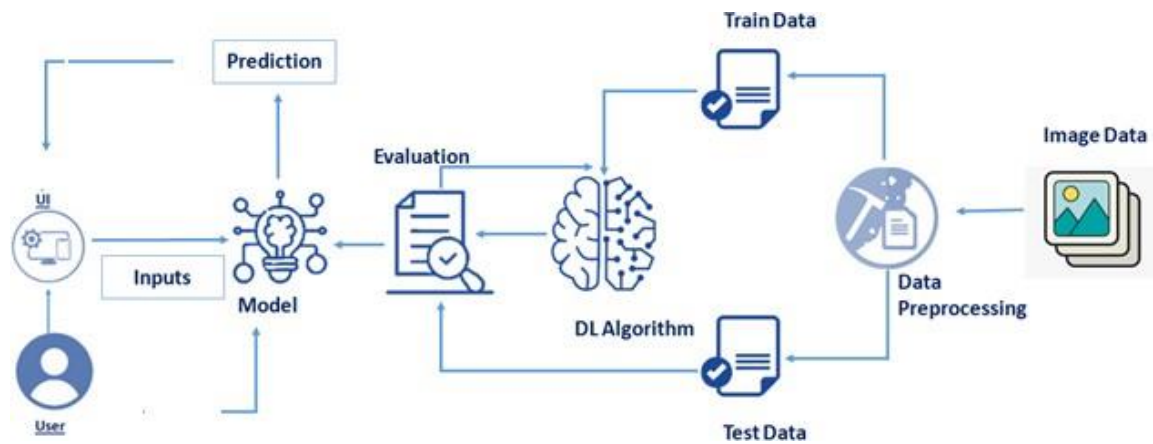 Train Data
Prediction
Image Data
Evaluation
UI
Inputs
Model
Data
Preprocessing
DL Algorithm
User
Test Data